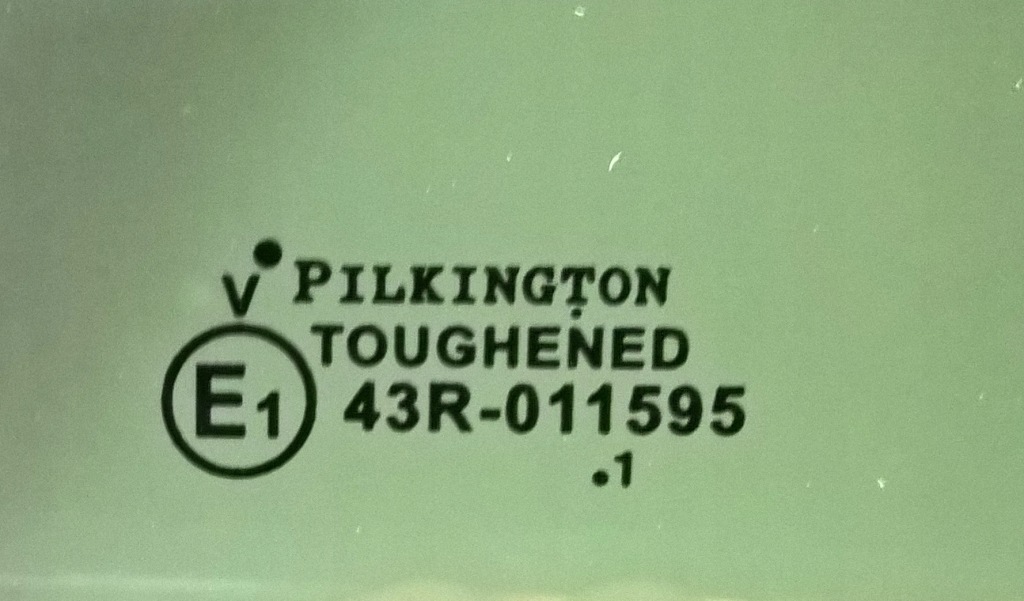 V PILKINGTON
TOUGHENED
E1 43R-011595
.1